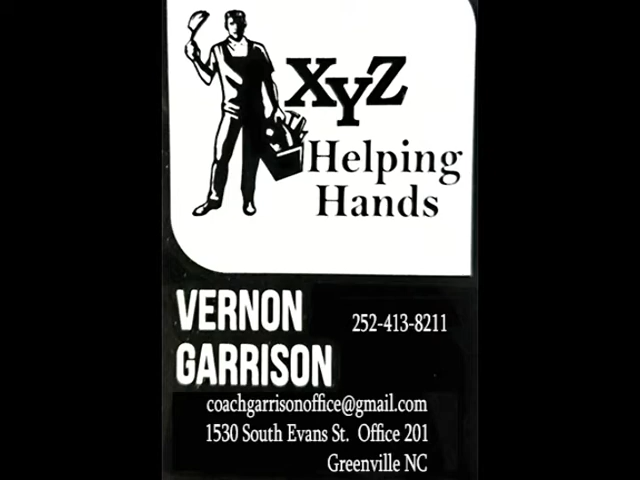 XYZ
Helping
Hands
VERNON
GARRISON
252-413-8211
coachgarrisonoffice@gmail.com
1530 South Evans St. Office 201
Greenville NC